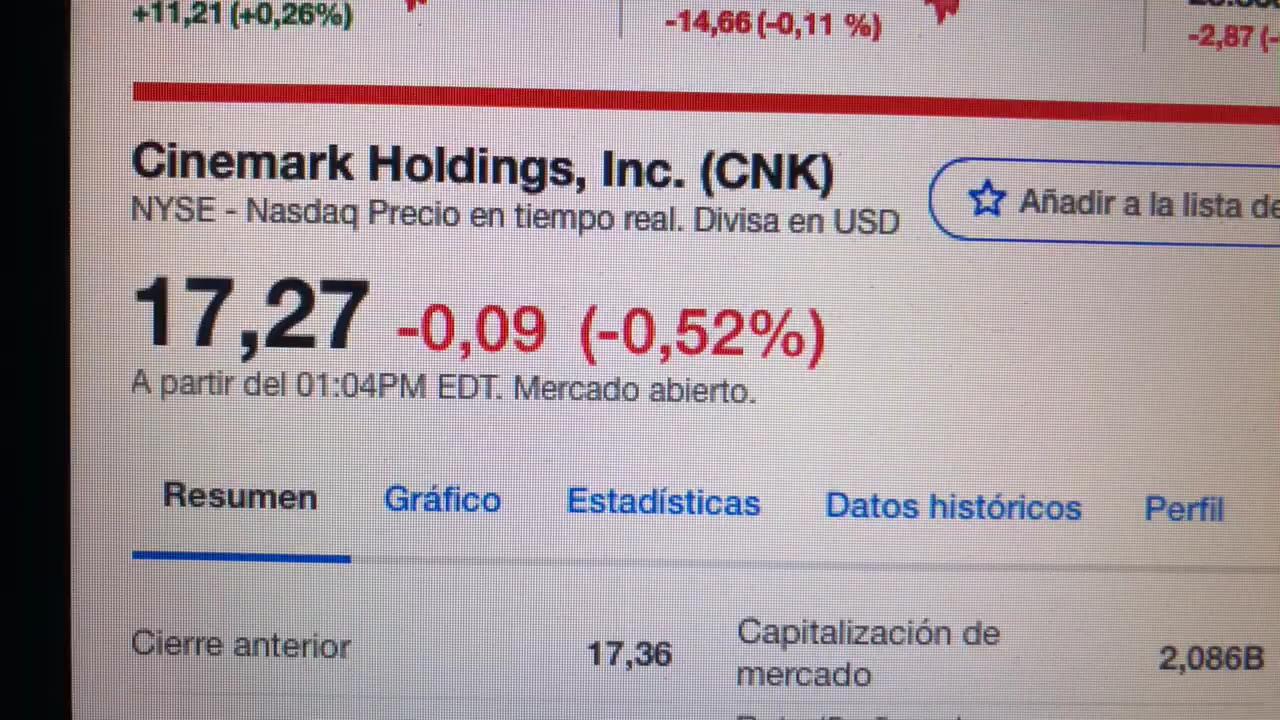 +11,21 (+0,26%)
-14,66 (-0,11 %)
-2,87 (-
Cinemark Holdings, Inc. (CNK)
NYSE - Nasdaq Precio en tiempo real. Divisa en USD
Añadir a la lista de
17,27 -0,09 (-0,52%)
A partir del 01:04PM EDT. Mercado abierto.
Resumen Gráfico Estadísticas Datos históricos Perfil
Cierre anterior 17,36
Capitalización de
mercado 2,086B